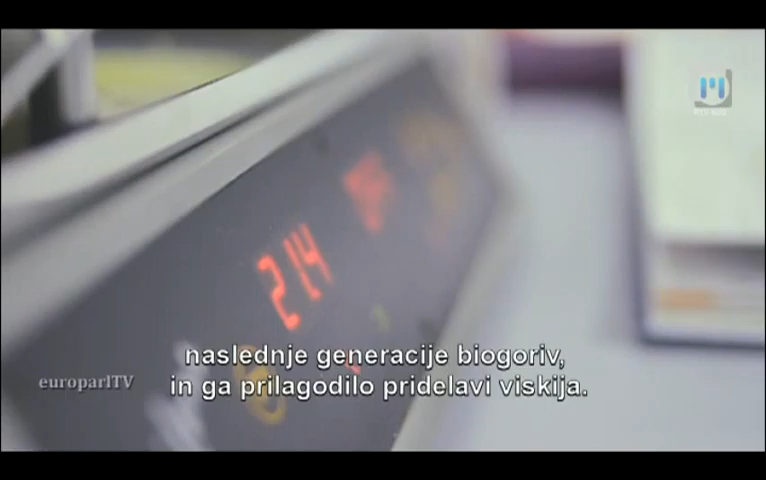 214
naslednje generacije biogoriv,
europarlTV
in ga prilagodilo pridelavi viskija.